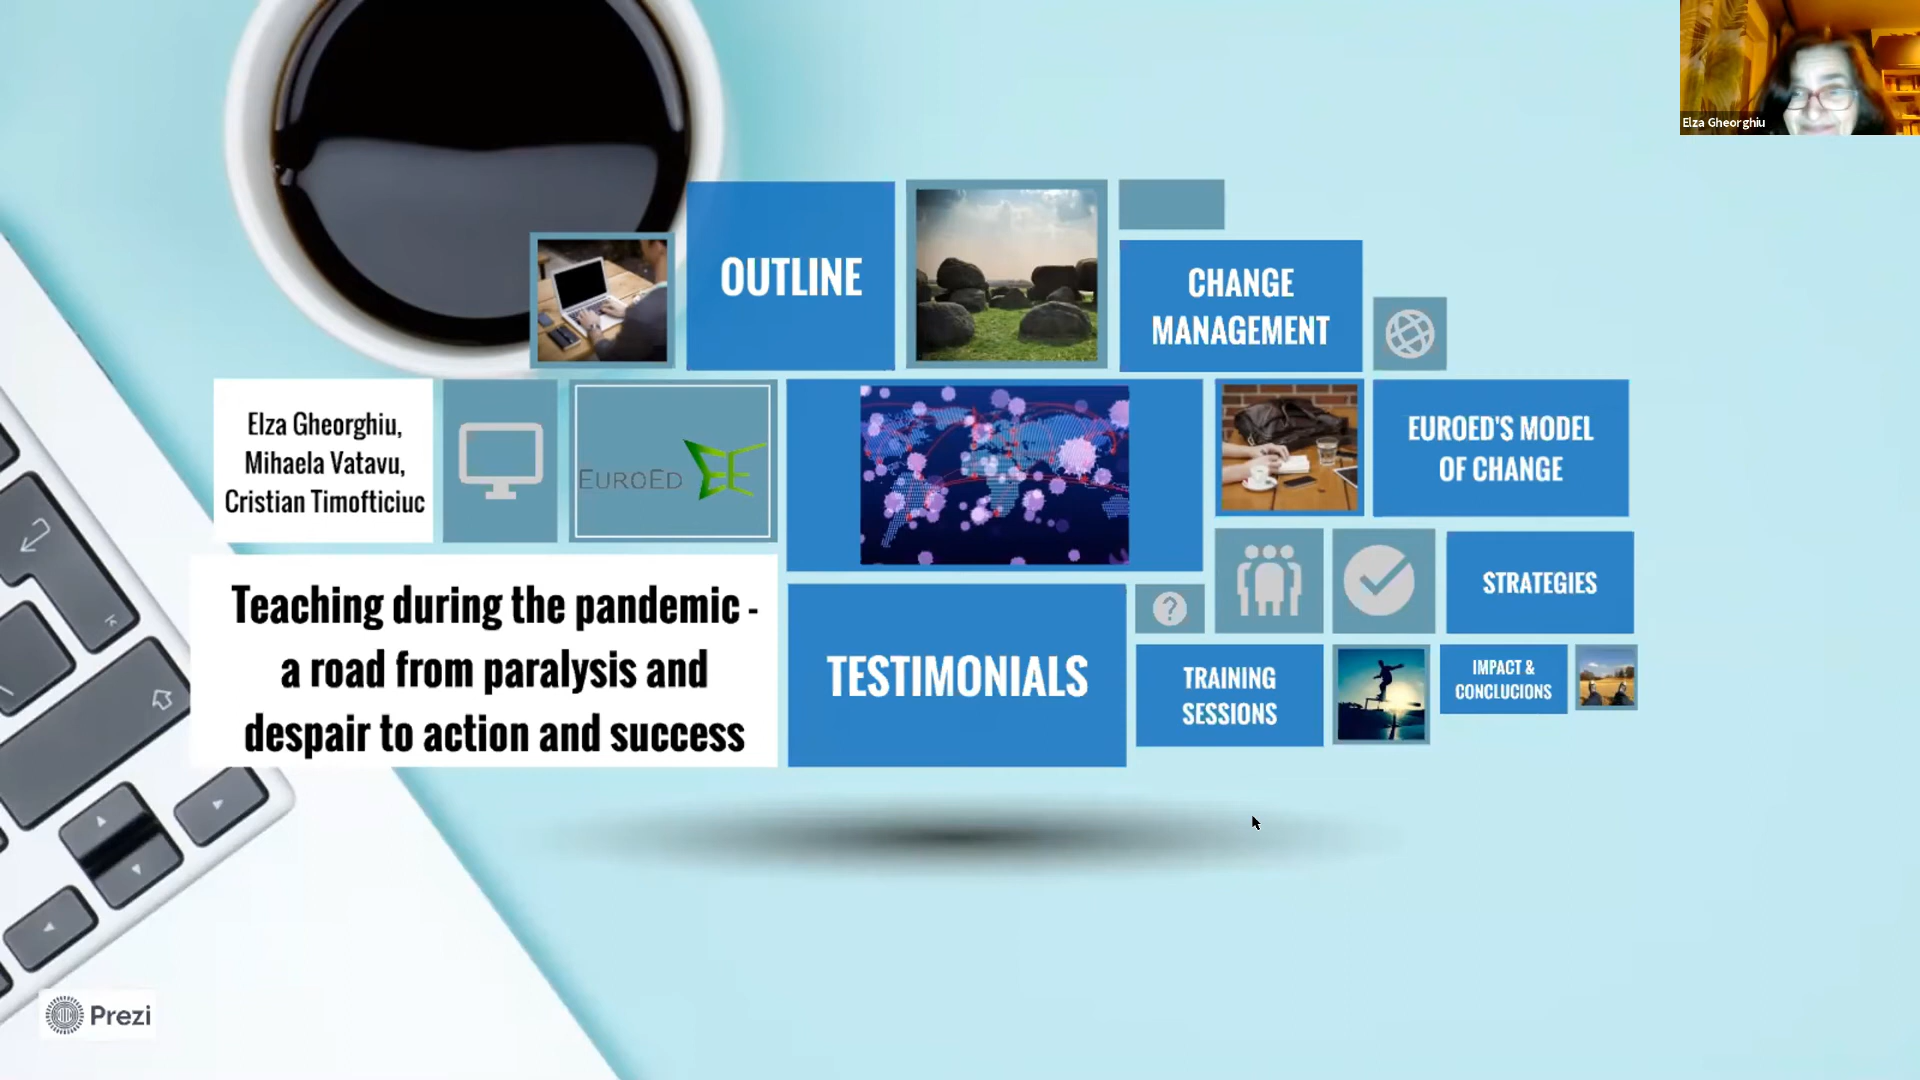 Elza Gheorghiu
OUTLINE
CHANGE
MANAGEMENT
Elza Gheorghiu,
Mihaela Vatavu,
Cristian Timofticiuc
EUROED
EUROED'S MODEL
OF CHANGE
Teaching during the pandemic -
a road from paralysis and
despair to action and success
TESTIMONIALS
?
STRATEGIES
TRAINING
SESSIONS
IMPACT &
CONCLUCIONS
Prezi